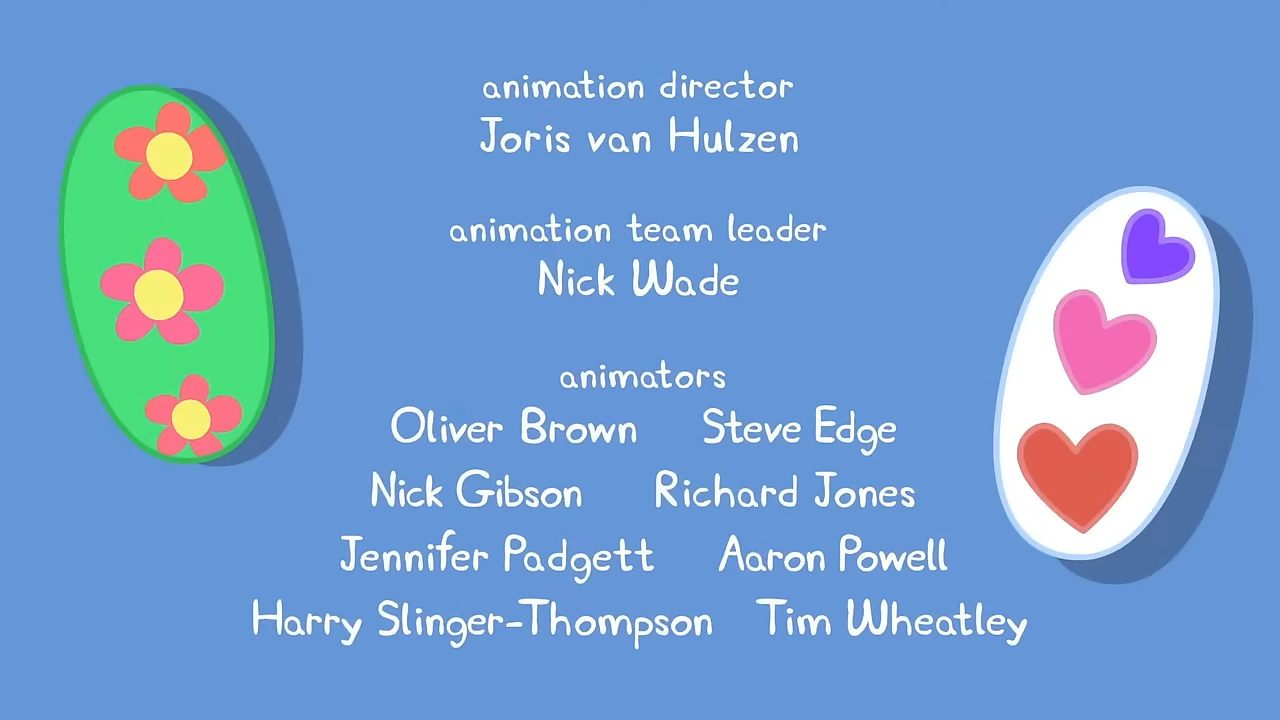 animation director
Joris van Hulzen
animation team leader
Nick Wade
animators
Oliver Brown Steve Edge
Nick Gibson Richard Jones
Jennifer Padgett Aaron Powell
Harry Slinger-Thompson Tim Wheatley